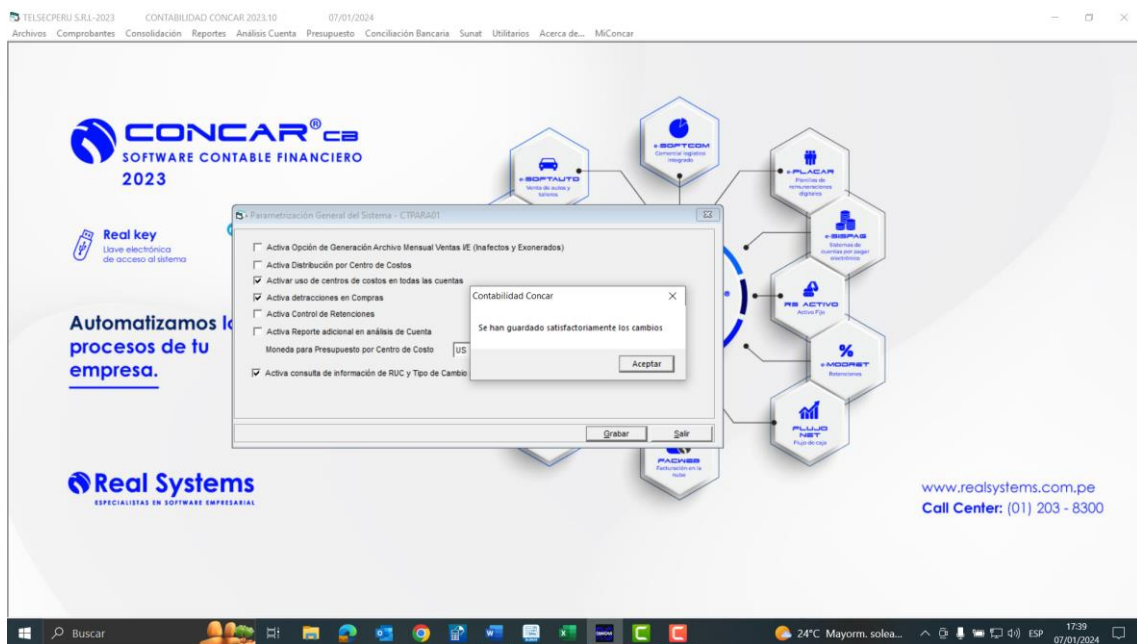 TELSECPERU S.R.L-2023 CONTABILIDAD CONCAR 2023.10 07/01/2024
Archivos Comprobantes Consolidación Reportes Análisis Cuenta Presupuesto Conciliación Bancaria Sunat Utilitarios Acerca de... MiConcar
CONCAR® CB
SOFTWARE CONTABLE FINANCIERO
2023
Real key
Llave electrónica
de acceso al sistema
Automatizamos lo
procesos de tu
empresa.
Real Systems
ESPECIALISTAS EN SOFTWARE EMPRESARIAL
e-SOFTCOM
Comercial logístico
integrado
e-SOFTAUTO
Venta de autos y
talleres
e-PLACAR
Planillas de
remuneraciones
digitales
e-SISPAG
Sistemas de
cuentas por pagar
electrónica
RS ACTIVO
Activo Fijo
e-MODRET
Retenciones
FLUJO
NET
Flujo de caja
FACWEB
Facturación en la
nube
Parametrización General del Sistema - CTPARA01
Activa Opción de Generación Archivo Mensual Ventas I/E (Inafectos y Exonerados)
Activa Distribución por Centro de Costos
Activar uso de centros de costos en todas las cuentas
Activa detracciones en Compras
Activa Control de Retenciones
Activa Reporte adicional en análisis de Cuenta
Moneda para Presupuesto por Centro de Costo US
Activa consulta de información de RUC y Tipo de Cambio
Grabar Salir
Contabilidad Concar
Se han guardado satisfactoriamente los cambios
Aceptar
www.realsystems.com.pe
Call Center: (01) 203 - 8300
Buscar
24°C Mayorm. solea... ESP 17:39
07/01/2024